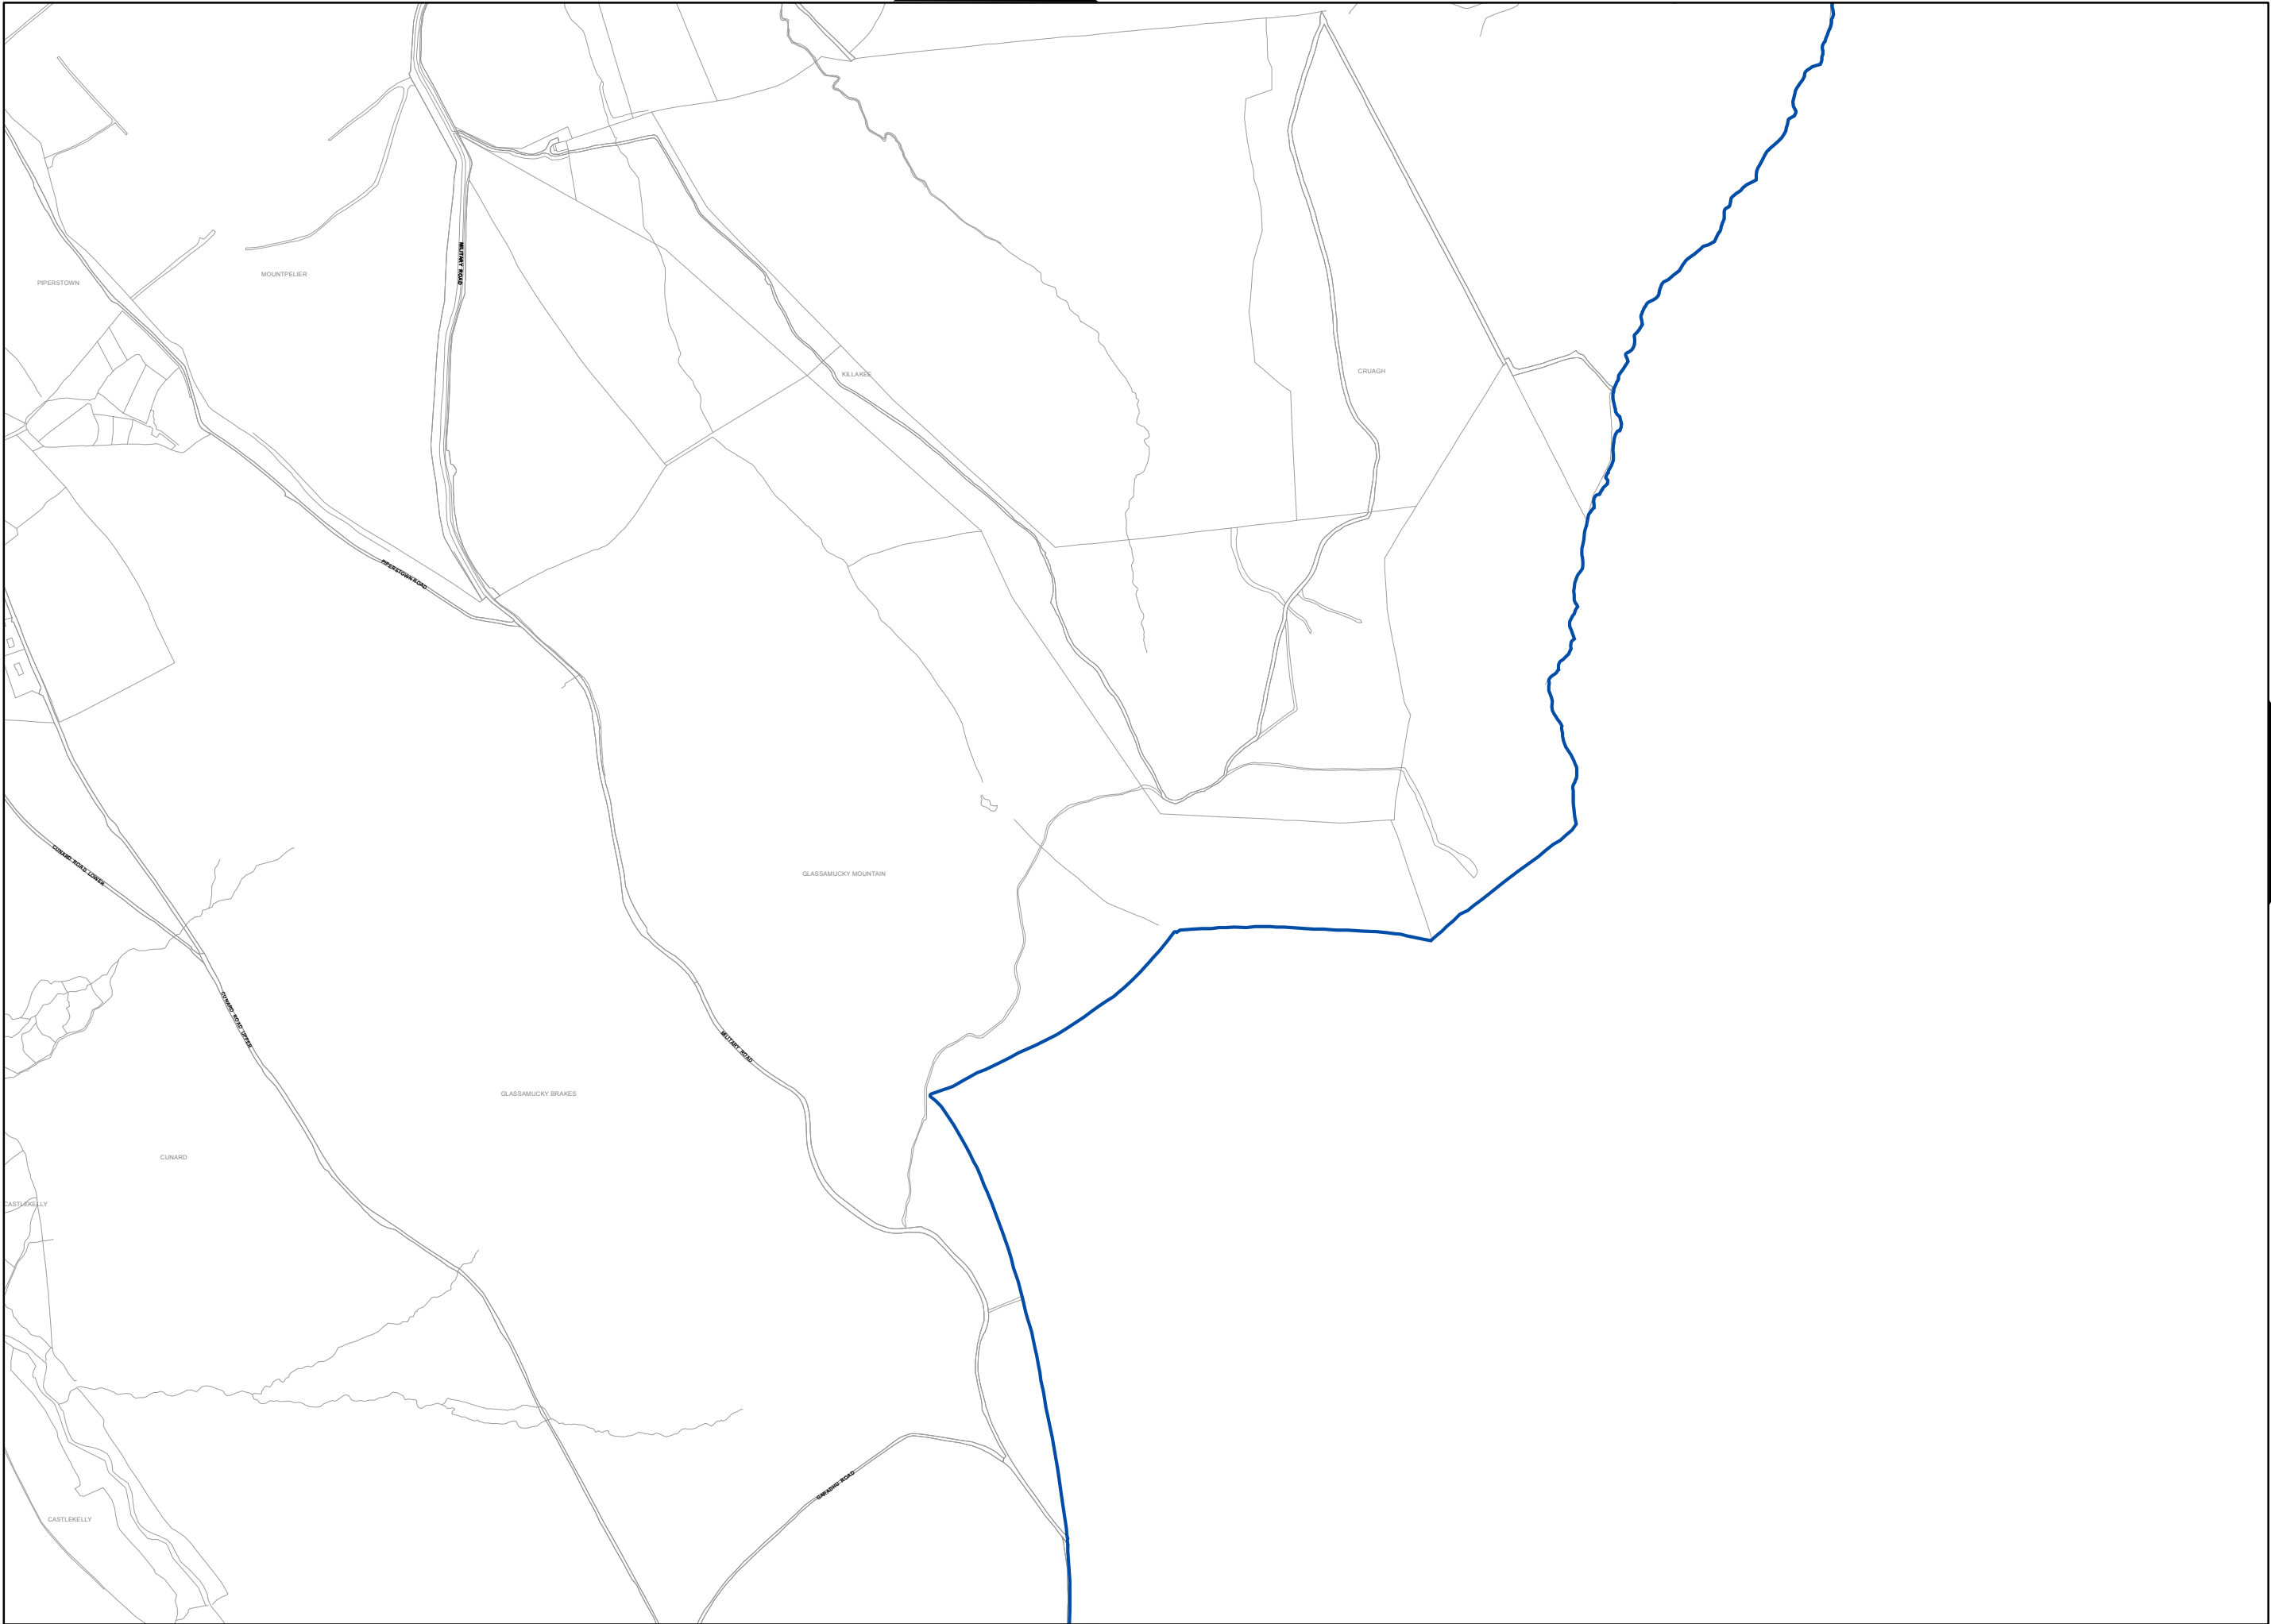 MILITARY ROAD
MOUNTPELIER
PIPERSTOWN
KILLAKEE
CRUAGH
PIPERSTOWN ROAD
CUNARD ROAD LOWER
GLASSAMUCKY MOUNTAIN
CUNARD ROAD UPPER
MILITARY ROAD
GLASSAMUCKY BRAKES
CUNARD
CASTLEKELLY
GARADHU ROAD
CASTLEKELLY